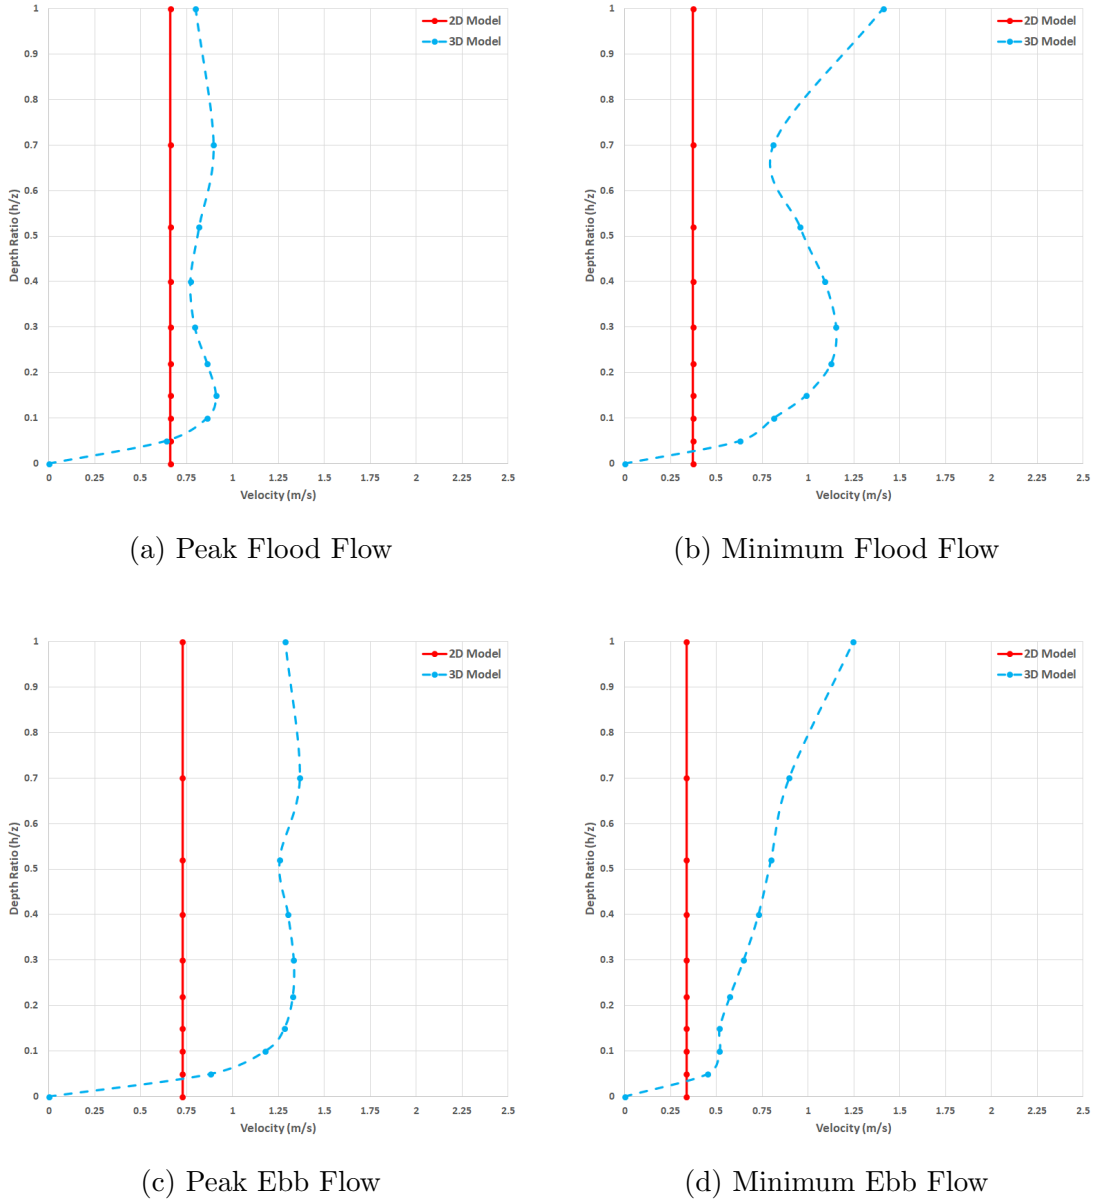 1
0.9
0.8
0.7
0.6
0.5
0.4
0.3
0.2
0.1
0
Depth Ratio (h/z)
2D Model
3D Model
0 0.25 0.5 0.75 1 1.25 1.5 1.75 2 2.25 2.5
Velocity (m/s)
(a) Peak Flood Flow
1
0.9
0.8
0.7
0.6
0.5
0.4
0.3
0.2
0.1
0
Depth Ratio (h/z)
2D Model
3D Model
0 0.25 0.5 0.75 1 1.25 1.5 1.75 2 2.25 2.5
Velocity (m/s)
(b) Minimum Flood Flow
1
0.9
0.8
0.7
0.6
0.5
0.4
0.3
0.2
0.1
0
Depth Ratio (h/z)
2D Model
3D Model
0 0.25 0.5 0.75 1 1.25 1.5 1.75 2 2.25 2.5
Velocity (m/s)
(c) Peak Ebb Flow
1
0.9
0.8
0.7
0.6
0.5
0.4
0.3
0.2
0.1
0
Depth Ratio (h/z)
2D Model
3D Model
0 0.25 0.5 0.75 1 1.25 1.5 1.75 2 2.25 2.5
Velocity (m/s)
(d) Minimum Ebb Flow